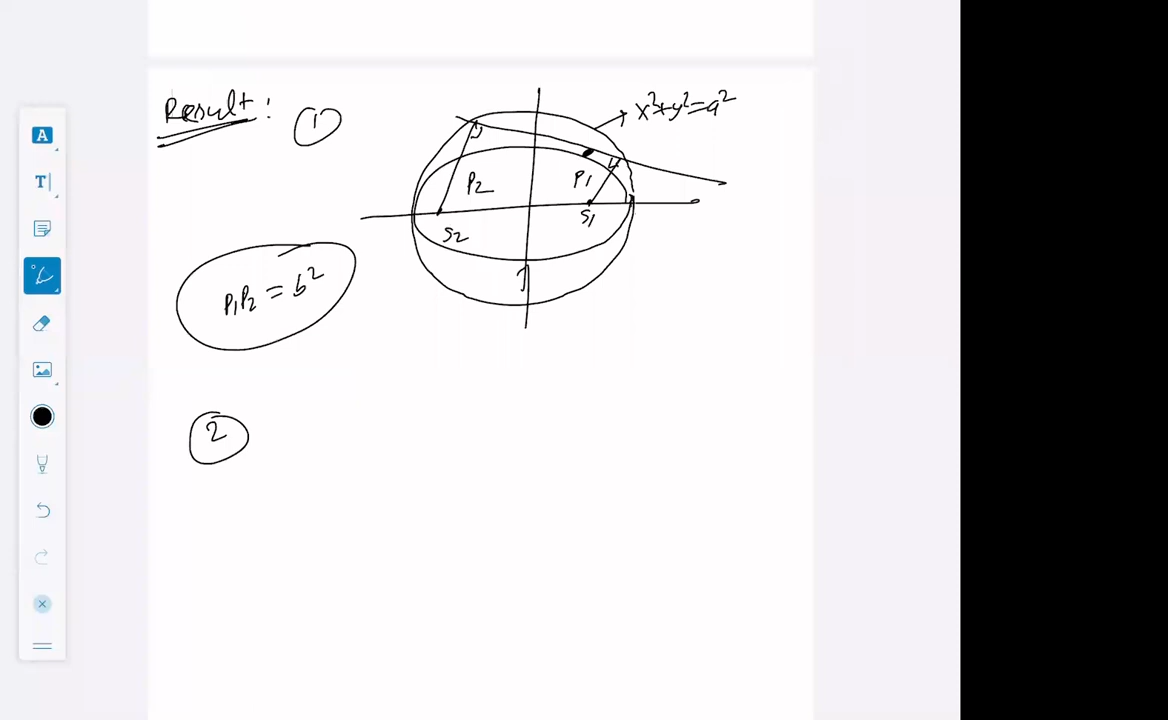 Result: ①
x²+y²=a²
P2
P1
S1
S2
P1P2 = b²
②
A
T